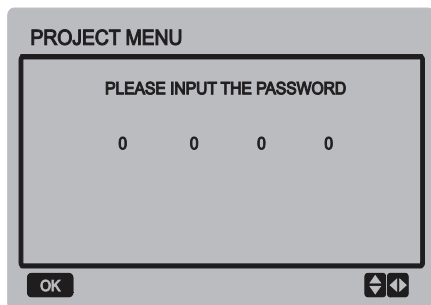 PROJECT MENU
PLEASE INPUT THE PASSWORD
0 0 0 0
OK